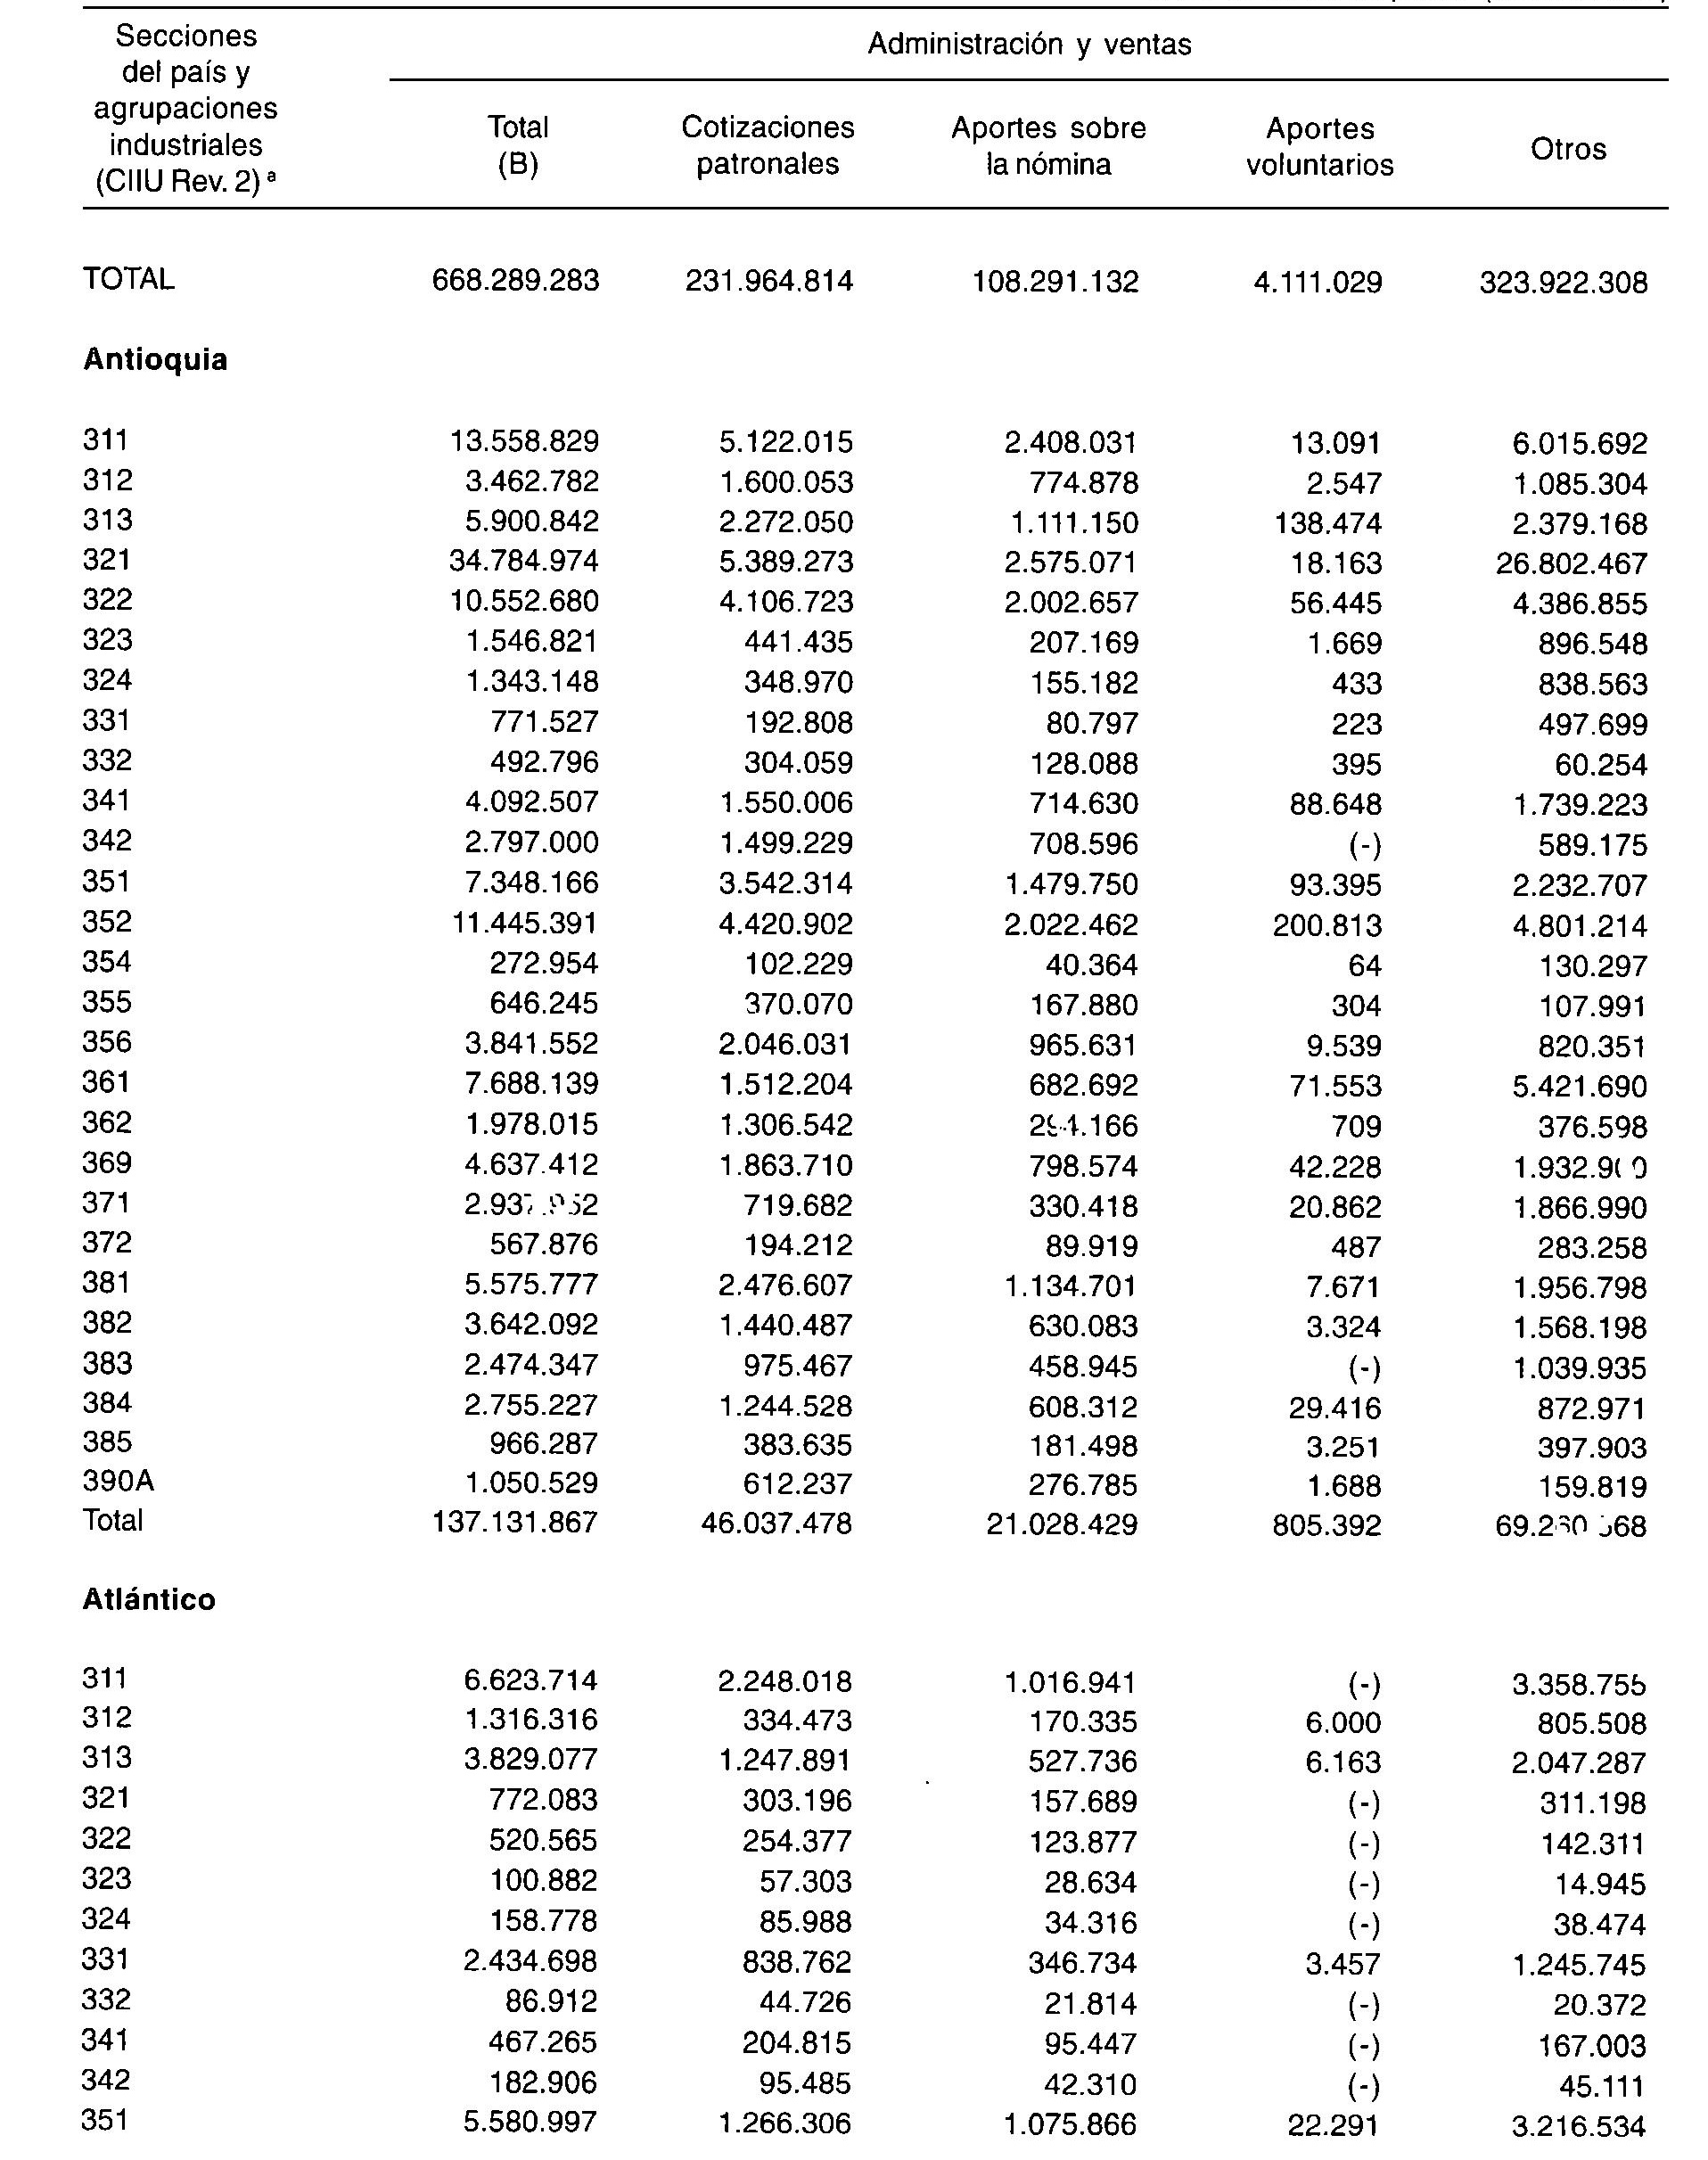 Secciones
del país y
agrupaciones
industriales
(CIIU Rev. 2) a
Administración y ventas
Total
(B)
Cotizaciones
patronales
Aportes sobre
la nómina
Aportes
voluntarios
Otros
TOTAL 668.289.283 231.964.814 108.291.132 4.111.029 323.922.308
Antioquia
311 13.558.829 5.122.015 2.408.031 13.091 6.015.692
312 3.462.782 1.600.053 774.878 2.547 1.085.304
313 5.900.842 2.272.050 1.111.150 138.474 2.379.168
321 34.784.974 5.389.273 2.575.071 18.163 26.802.467
322 10.552.680 4.106.723 2.002.657 56.445 4.386.855
323 1.546.821 441.435 207.169 1.669 896.548
324 1.343.148 348.970 155.182 433 838.563
331 771.527 192.808 80.797 223 497.699
332 492.796 304.059 128.088 395 60.254
341 4.092.507 1.550.006 714.630 88.648 1.739.223
342 2.797.000 1.499.229 708.596 (-) 589.175
351 7.348.166 3.542.314 1.479.750 93.395 2.232.707
352 11.445.391 4.420.902 2.022.462 200.813 4.801.214
354 272.954 102.229 40.364 64 130.297
355 646.245 370.070 167.880 304 107.991
356 3.841.552 2.046.031 965.631 9.539 820.351
361 7.688.139 1.512.204 682.692 71.553 5.421.690
362 1.978.015 1.306.542 294.166 709 376.598
369 4.637.412 1.863.710 798.574 42.228 1.932.900
371 2.937.952 719.682 330.418 20.862 1.866.990
372 567.876 194.212 89.919 487 283.258
381 5.575.777 2.476.607 1.134.701 7.671 1.956.798
382 3.642.092 1.440.487 630.083 3.324 1.568.198
383 2.474.347 975.467 458.945 (-) 1.039.935
384 2.755.227 1.244.528 608.312 29.416 872.971
385 966.287 383.635 181.498 3.251 397.903
390A 1.050.529 612.237 276.785 1.688 159.819
Total 137.131.867 46.037.478 21.028.429 805.392 69.260.568
Atlántico
311 6.623.714 2.248.018 1.016.941 (-) 3.358.755
312 1.316.316 334.473 170.335 6.000 805.508
313 3.829.077 1.247.891 527.736 6.163 2.047.287
321 772.083 303.196 157.689 (-) 311.198
322 520.565 254.377 123.877 (-) 142.311
323 100.882 57.303 28.634 (-) 14.945
324 158.778 85.988 34.316 (-) 38.474
331 2.434.698 838.762 346.734 3.457 1.245.745
332 86.912 44.726 21.814 (-) 20.372
341 467.265 204.815 95.447 (-) 167.003
342 182.906 95.485 42.310 (-) 45.111
351 5.580.997 1.266.306 1.075.866 22.291 3.216.534